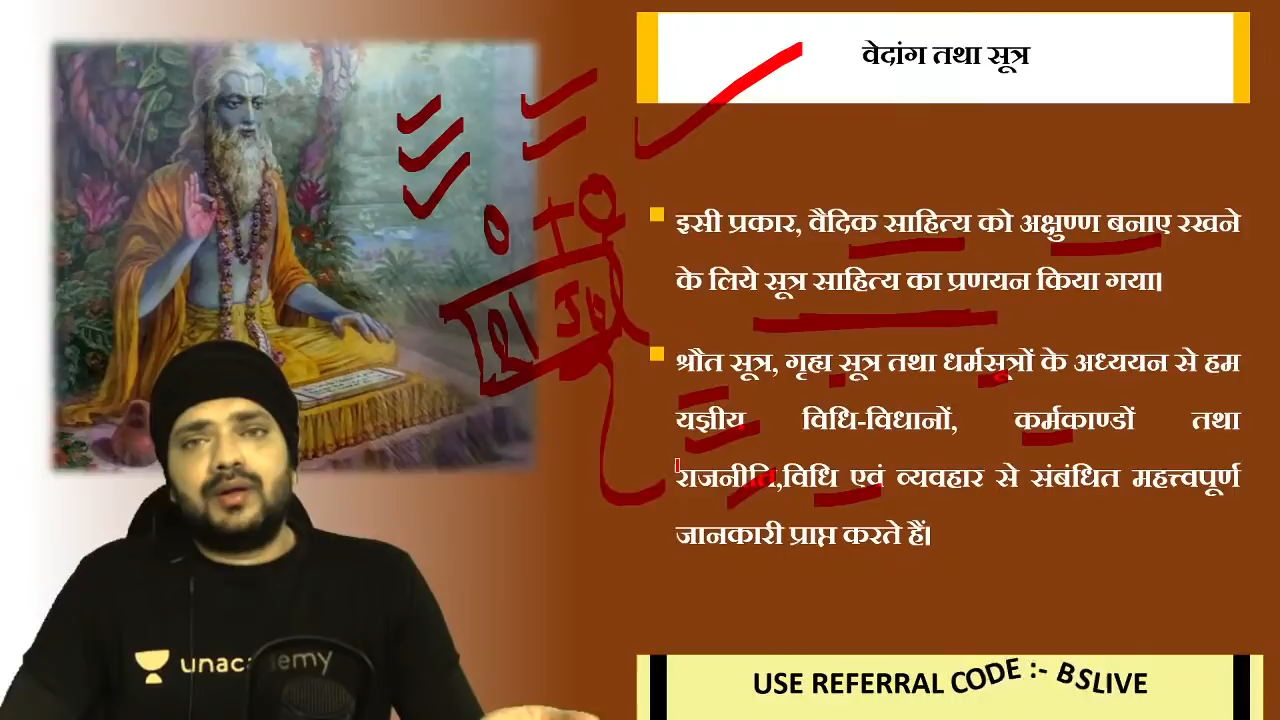 वेदांग तथा सूत्र
इसी प्रकार, वैदिक साहित्य को अक्षुण्ण बनाए रखने
के लिये सूत्र साहित्य का प्रणयन किया गया।
श्रौत सूत्र, गृह्य सूत्र तथा धर्मसूत्रों के अध्ययन से हम
यज्ञीय विधि-विधानों, कर्मकाण्डों तथा
राजनीति,विधि एवं व्यवहार से संबंधित महत्त्वपूर्ण
जानकारी प्राप्त करते हैं।
unacademy
USE REFERRAL CODE :- BSLIVE